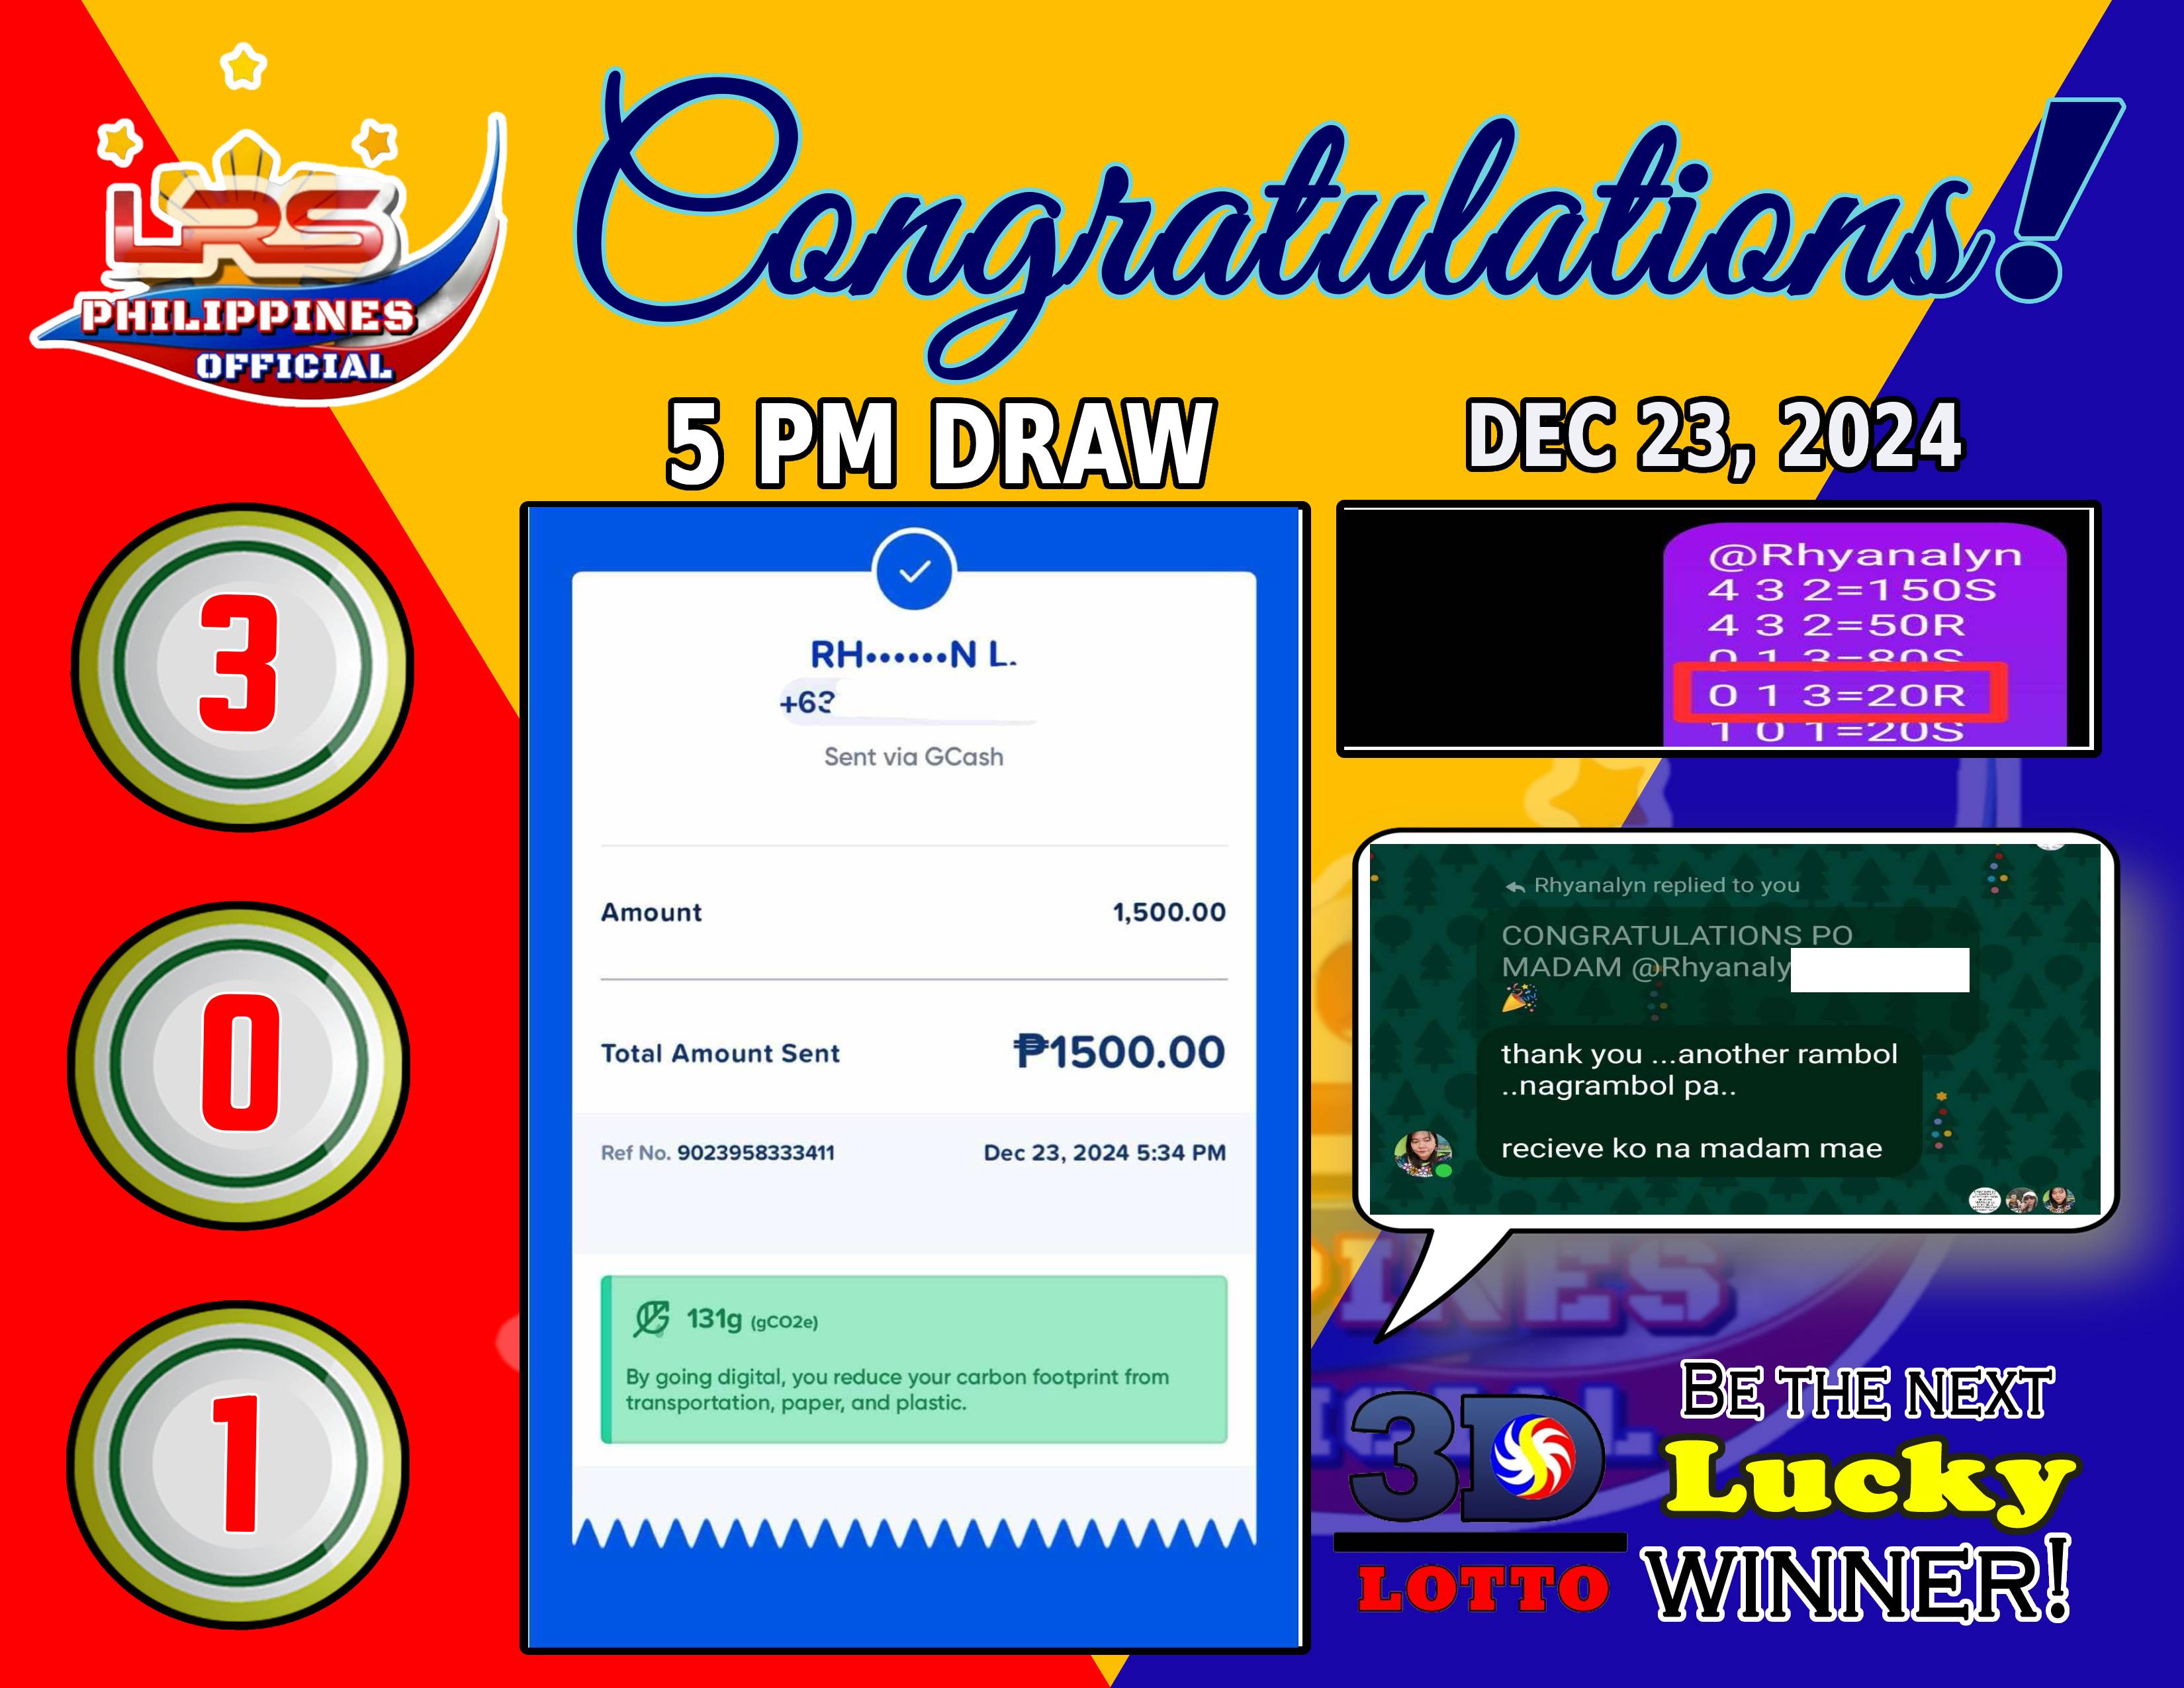 LRS
PHILIPPINES
OFFICIAL
Congratulations!
5 PM DRAW
DEC 23, 2024
3
0
1
RH••••••N L.
+63
Sent via GCash
Amount 1,500.00
Total Amount Sent ₱1500.00
Ref No. 9023958333411 Dec 23, 2024 5:34 PM
131g (gCO2e)
By going digital, you reduce your carbon footprint from
transportation, paper, and plastic.
@Rhyanalyn
4 3 2=150S
4 3 2=50R
0 1 3=80S
0 1 3=20R
1 0 1=20S
Rhyanalyn replied to you
CONGRATULATIONS PO
MADAM @Rhyanaly
thank you ...another rambol
..nagrambol pa..
recieve ko na madam mae
3D
LOTTO
BE THE NEXT
Lucky
WINNER!